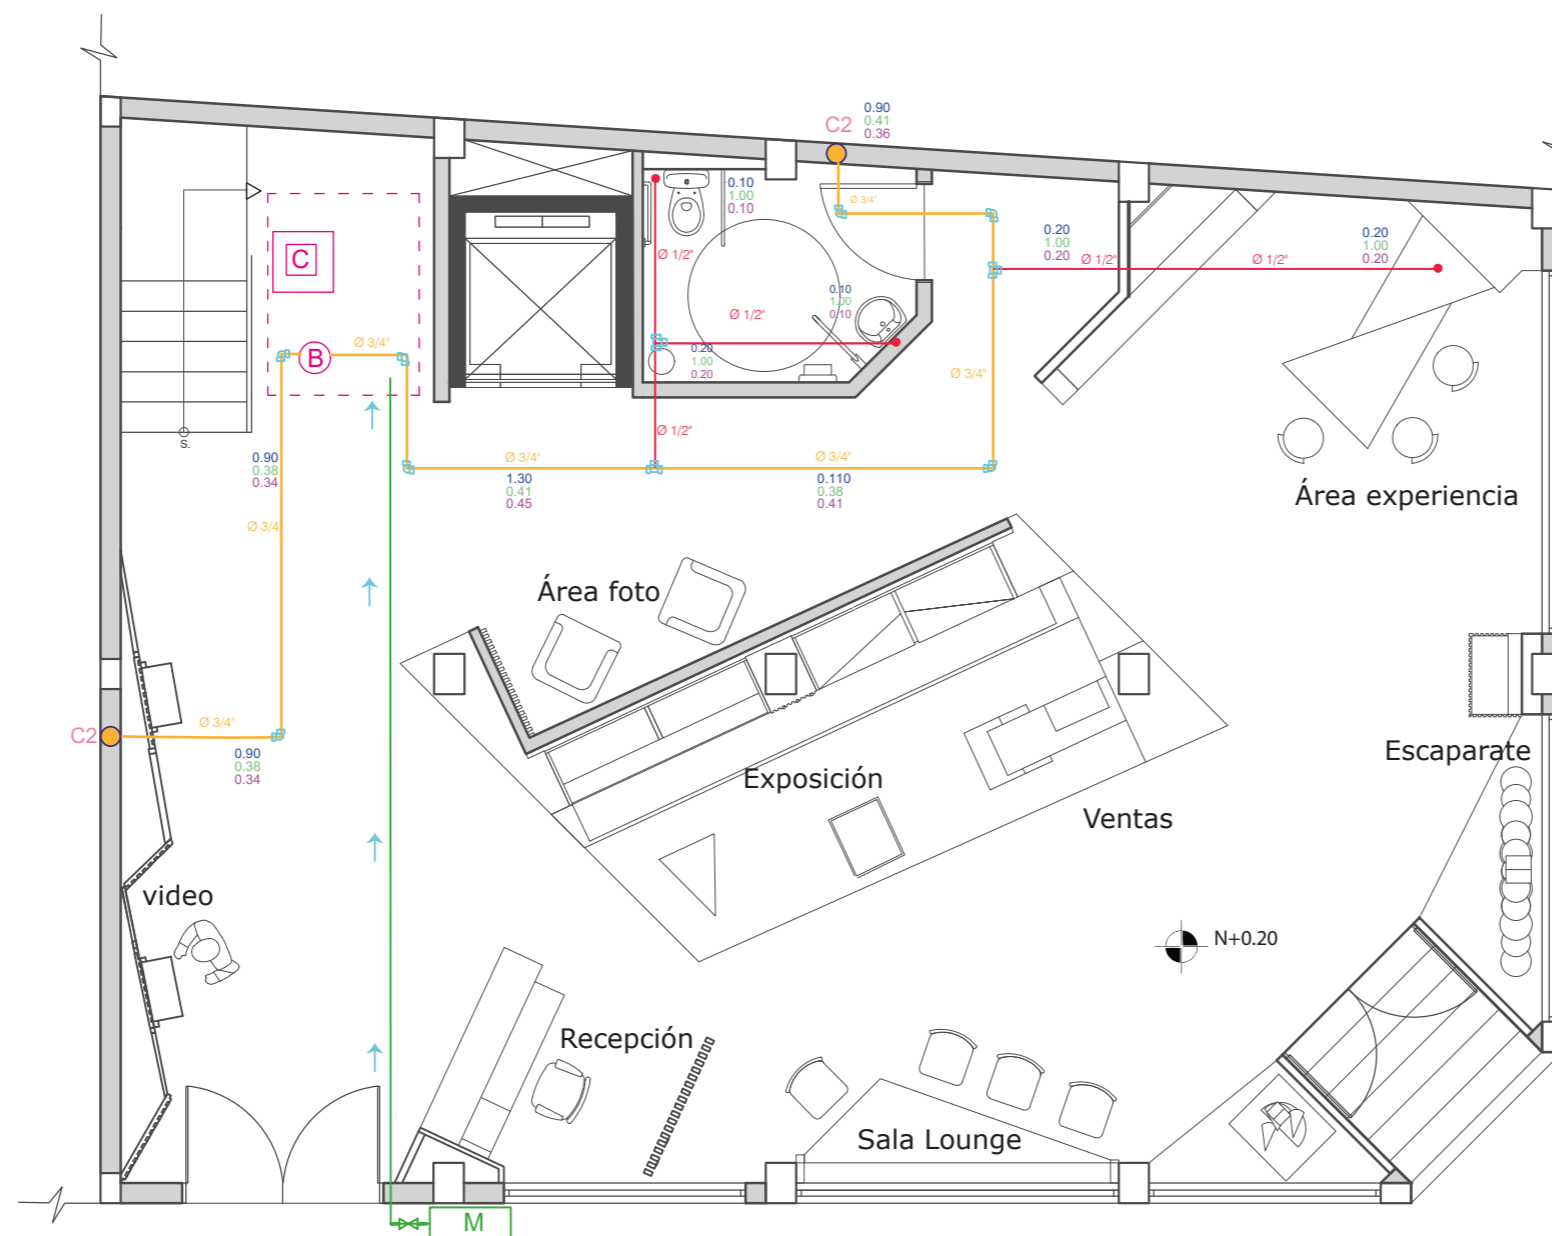 0.90
0.41
0.36
C2
Ø 3/4"
0.10
1.00
0.10
Ø 1/2"
0.20
1.00
0.20
Ø 1/2"
Ø 1/2"
0.20
1.00
0.20
C
0.10
1.00
0.10
Ø 1/2"
B
Ø 3/4"
0.20
1.00
0.20
Ø 3/4"
S.
Ø 1/2"
0.90
0.38
0.34
Ø 3/4"
Ø 3/4"
1.30
0.41
0.45
Ø 3/4"
0.110
0.38
0.41
Área experiencia
Ø 3/4"
Área foto
C2
Ø 3/4"
0.90
0.38
0.34
Escaparate
Exposición
Ventas
video
N+0.20
Recepción
Sala Lounge
M